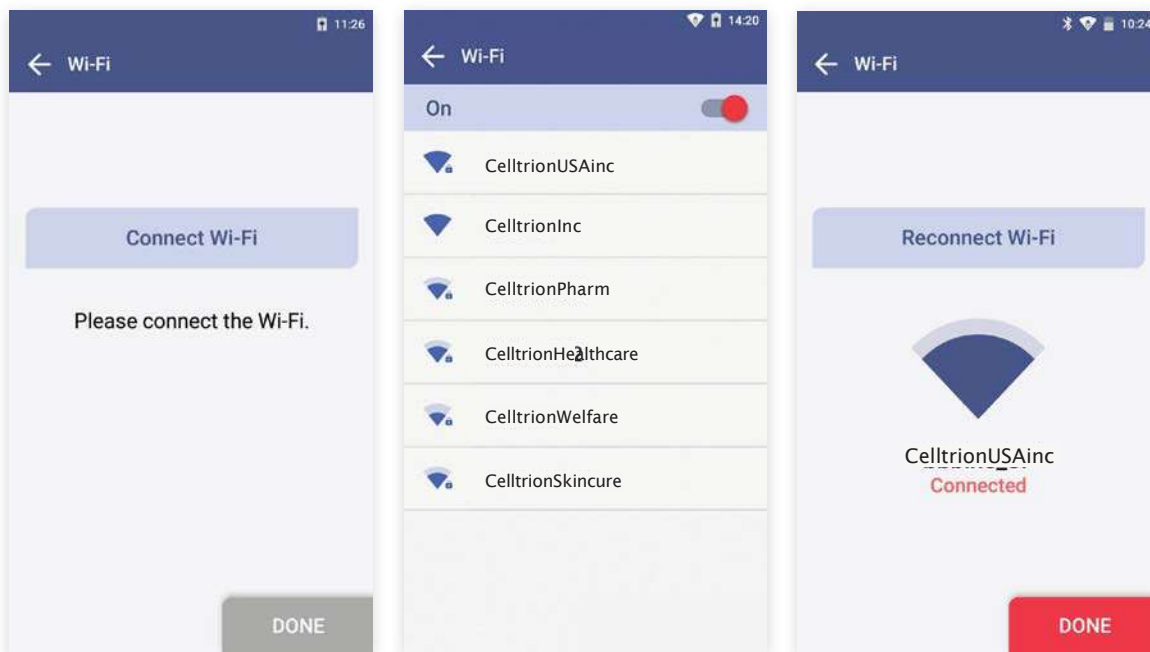 11:26
Wi-Fi
Connect Wi-Fi
Please connect the Wi-Fi.
DONE
14:20
Wi-Fi
On
CelltrionUSAinc
CelltrionInc
CelltrionPharm
CelltrionHealthcare
CelltrionWelfare
CelltrionSkincure
10:24
Wi-Fi
Reconnect Wi-Fi
CelltrionUSAinc
Connected
DONE